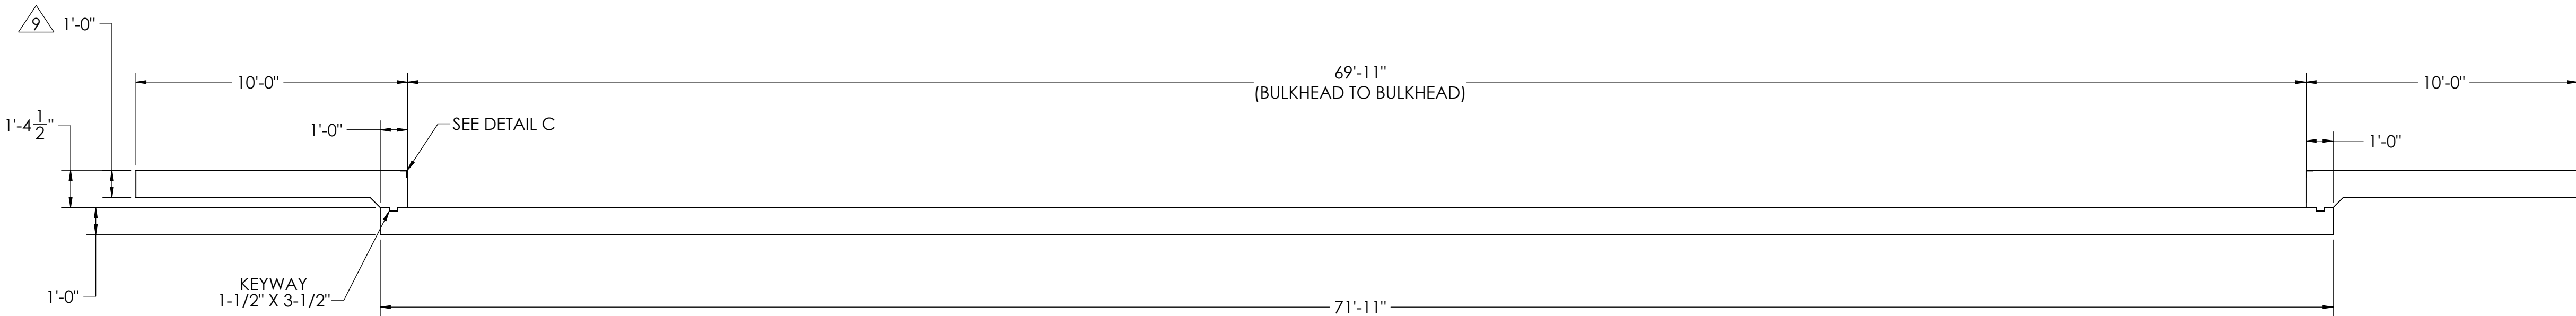 9 1'-0"
10'-0"
69'-11"
(BULKHEAD TO BULKHEAD)
10'-0"
1'-4 1/2"
1'-0"
SEE DETAIL C
1'-0"
KEYWAY
1-1/2" X 3-1/2"
1'-0"
71'-11"